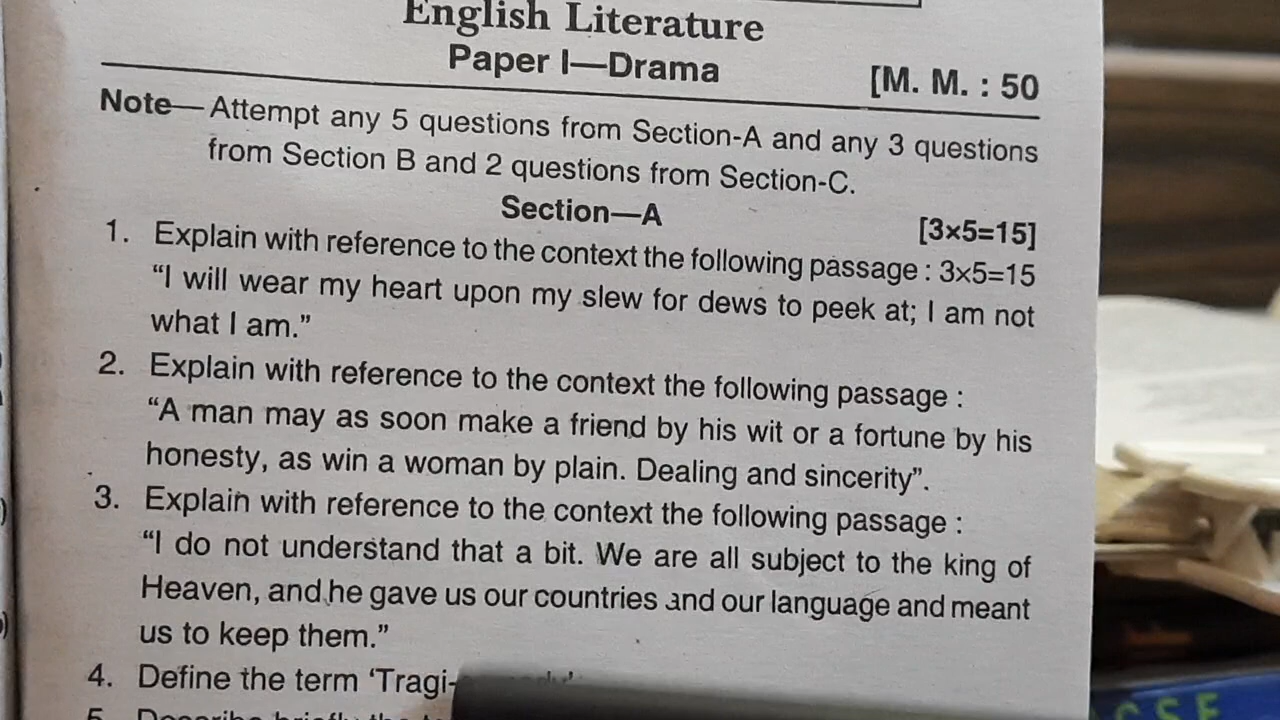 English Literature
Paper I—Drama
[M. M. : 50
Note—Attempt any 5 questions from Section-A and any 3 questions
from Section B and 2 questions from Section-C.
Section—A
[3×5=15]
1. Explain with reference to the context the following passage : 3×5=15
“I will wear my heart upon my slew for dews to peek at; I am not
what I am.”
2. Explain with reference to the context the following passage :
“A man may as soon make a friend by his wit or a fortune by his
honesty, as win a woman by plain. Dealing and sincerity”.
3. Explain with reference to the context the following passage :
“I do not understand that a bit. We are all subject to the king of
Heaven, and he gave us our countries and our language and meant
us to keep them.”
4. Define the term ‘Tragi-
5. Describe briefly the